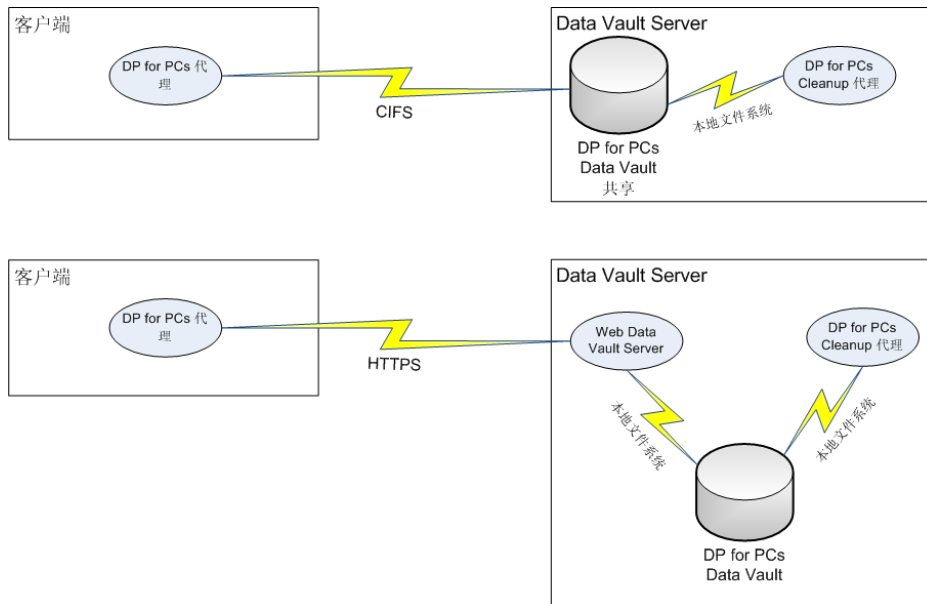 客户端
DP for PCs 代
理
CIFS
Data Vault Server
DP for PCs
Data Vault
共享
本地文件系统
DP for PCs
Cleanup 代理
客户端
DP for PCs 代
理
HTTPS
Data Vault Server
Web Data
Vault Server
DP for PCs
Cleanup 代理
本地文件系统
本地文件系统
DP for PCs
Data Vault